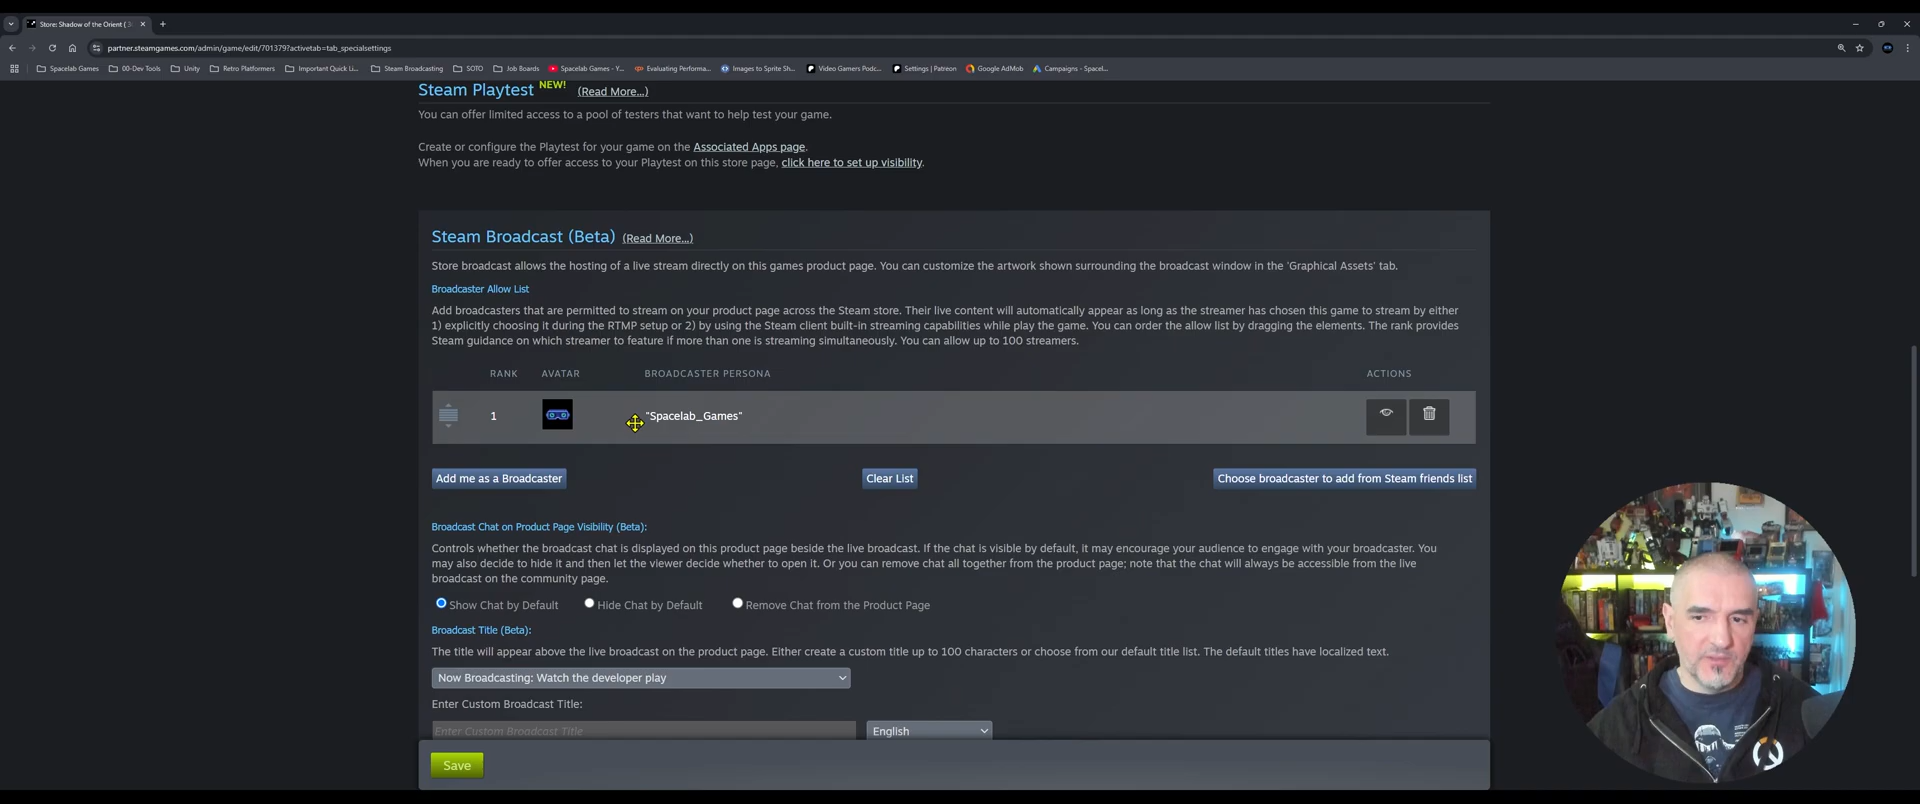 Store: Shadow of the Orient (
partner.steamgames.com/admin/game/edit/701379?activetab=tab_specialsettings
Spacelab Games
00-Dev Tools
Unity
Retro Platformers
Important Quick Li...
Steam Broadcasting
SOTO
Job Boards
Spacelab Games - Y...
Evaluating Performa...
Images to Sprite Sh...
Video Gamers Podc...
Settings | Patreon
Google AdMob
Campaigns - Spacel...
Steam Playtest NEW! (Read More...)
You can offer limited access to a pool of testers that want to help test your game.
Create or configure the Playtest for your game on the Associated Apps page.
When you are ready to offer access to your Playtest on this store page, click here to set up visibility.
Steam Broadcast (Beta) (Read More...)
Store broadcast allows the hosting of a live stream directly on this games product page. You can customize the artwork shown surrounding the broadcast window in the 'Graphical Assets' tab.
Broadcaster Allow List
Add broadcasters that are permitted to stream on your product page across the Steam store. Their live content will automatically appear as long as the streamer has chosen this game to stream by either
1) explicitly choosing it during the RTMP setup or 2) by using the Steam client built-in streaming capabilities while play the game. You can order the allow list by dragging the elements. The rank provides
Steam guidance on which streamer to feature if more than one is streaming simultaneously. You can allow up to 100 streamers.
RANK AVATAR BROADCASTER PERSONA ACTIONS
1 "Spacelab_Games"
Add me as a Broadcaster
Clear List
Choose broadcaster to add from Steam friends list
Broadcast Chat on Product Page Visibility (Beta):
Controls whether the broadcast chat is displayed on this product page beside the live broadcast. If the chat is visible by default, it may encourage your audience to engage with your broadcaster. You
may also decide to hide it and then let the viewer decide whether to open it. Or you can remove chat all together from the product page; note that the chat will always be accessible from the live
broadcast on the community page.
Show Chat by Default
Hide Chat by Default
Remove Chat from the Product Page
Broadcast Title (Beta):
The title will appear above the live broadcast on the product page. Either create a custom title up to 100 characters or choose from our default title list. The default titles have localized text.
Now Broadcasting: Watch the developer play
Enter Custom Broadcast Title:
Enter Custom Broadcast Title
English
Save